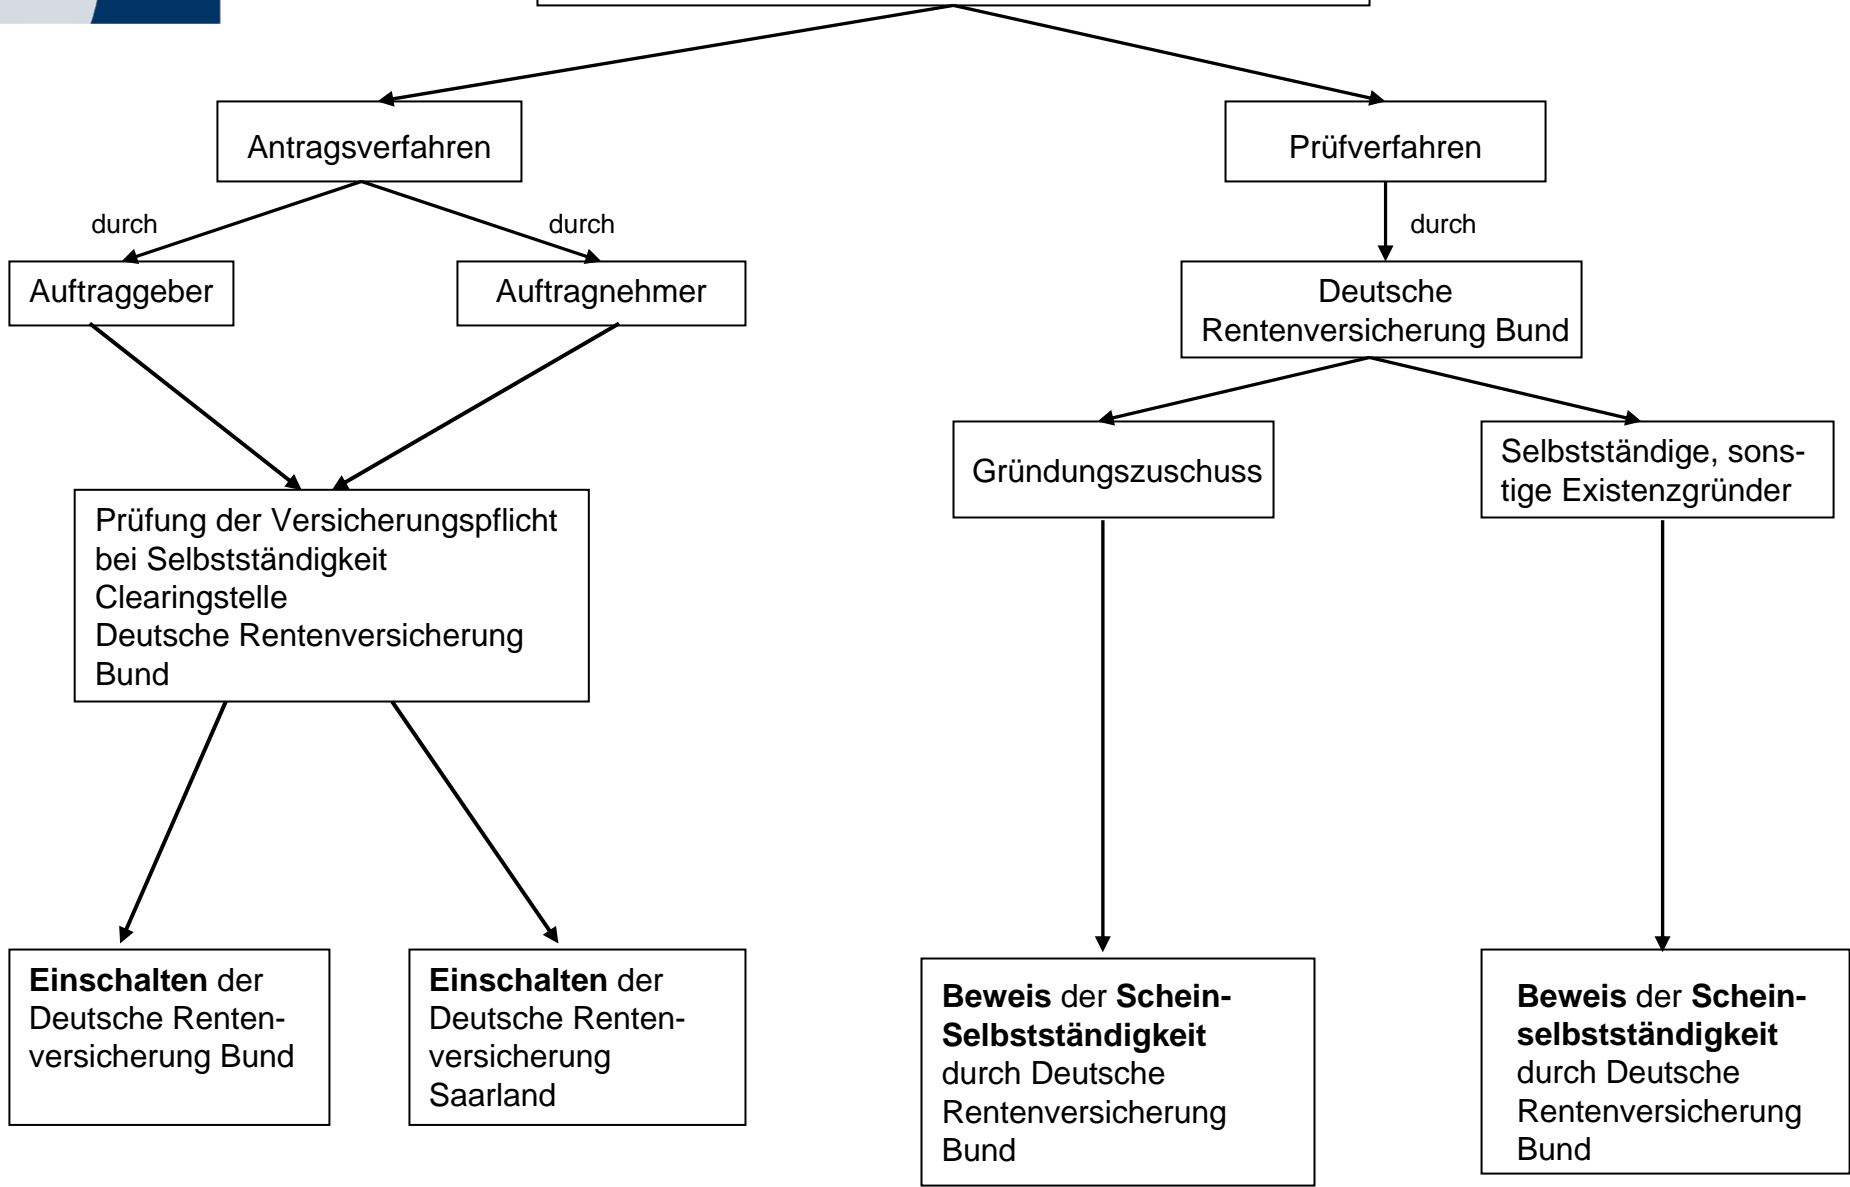 Antragsverfahren
Prüfverfahren
durch
durch
durch
Auftraggeber
Auftragnehmer
Deutsche
Rentenversicherung Bund
Gründungszuschuss
Selbstständige, sons-
tige Existenzgründer
Prüfung der Versicherungspflicht
bei Selbstständigkeit
Clearingstelle
Deutsche Rentenversicherung
Bund
Einschalten der
Deutsche Renten-
versicherung Bund
Einschalten der
Deutsche Renten-
versicherung
Saarland
Beweis der Schein-
Selbstständigkeit
durch Deutsche
Rentenversicherung
Bund
Beweis der Schein-
selbstständigkeit
durch Deutsche
Rentenversicherung
Bund